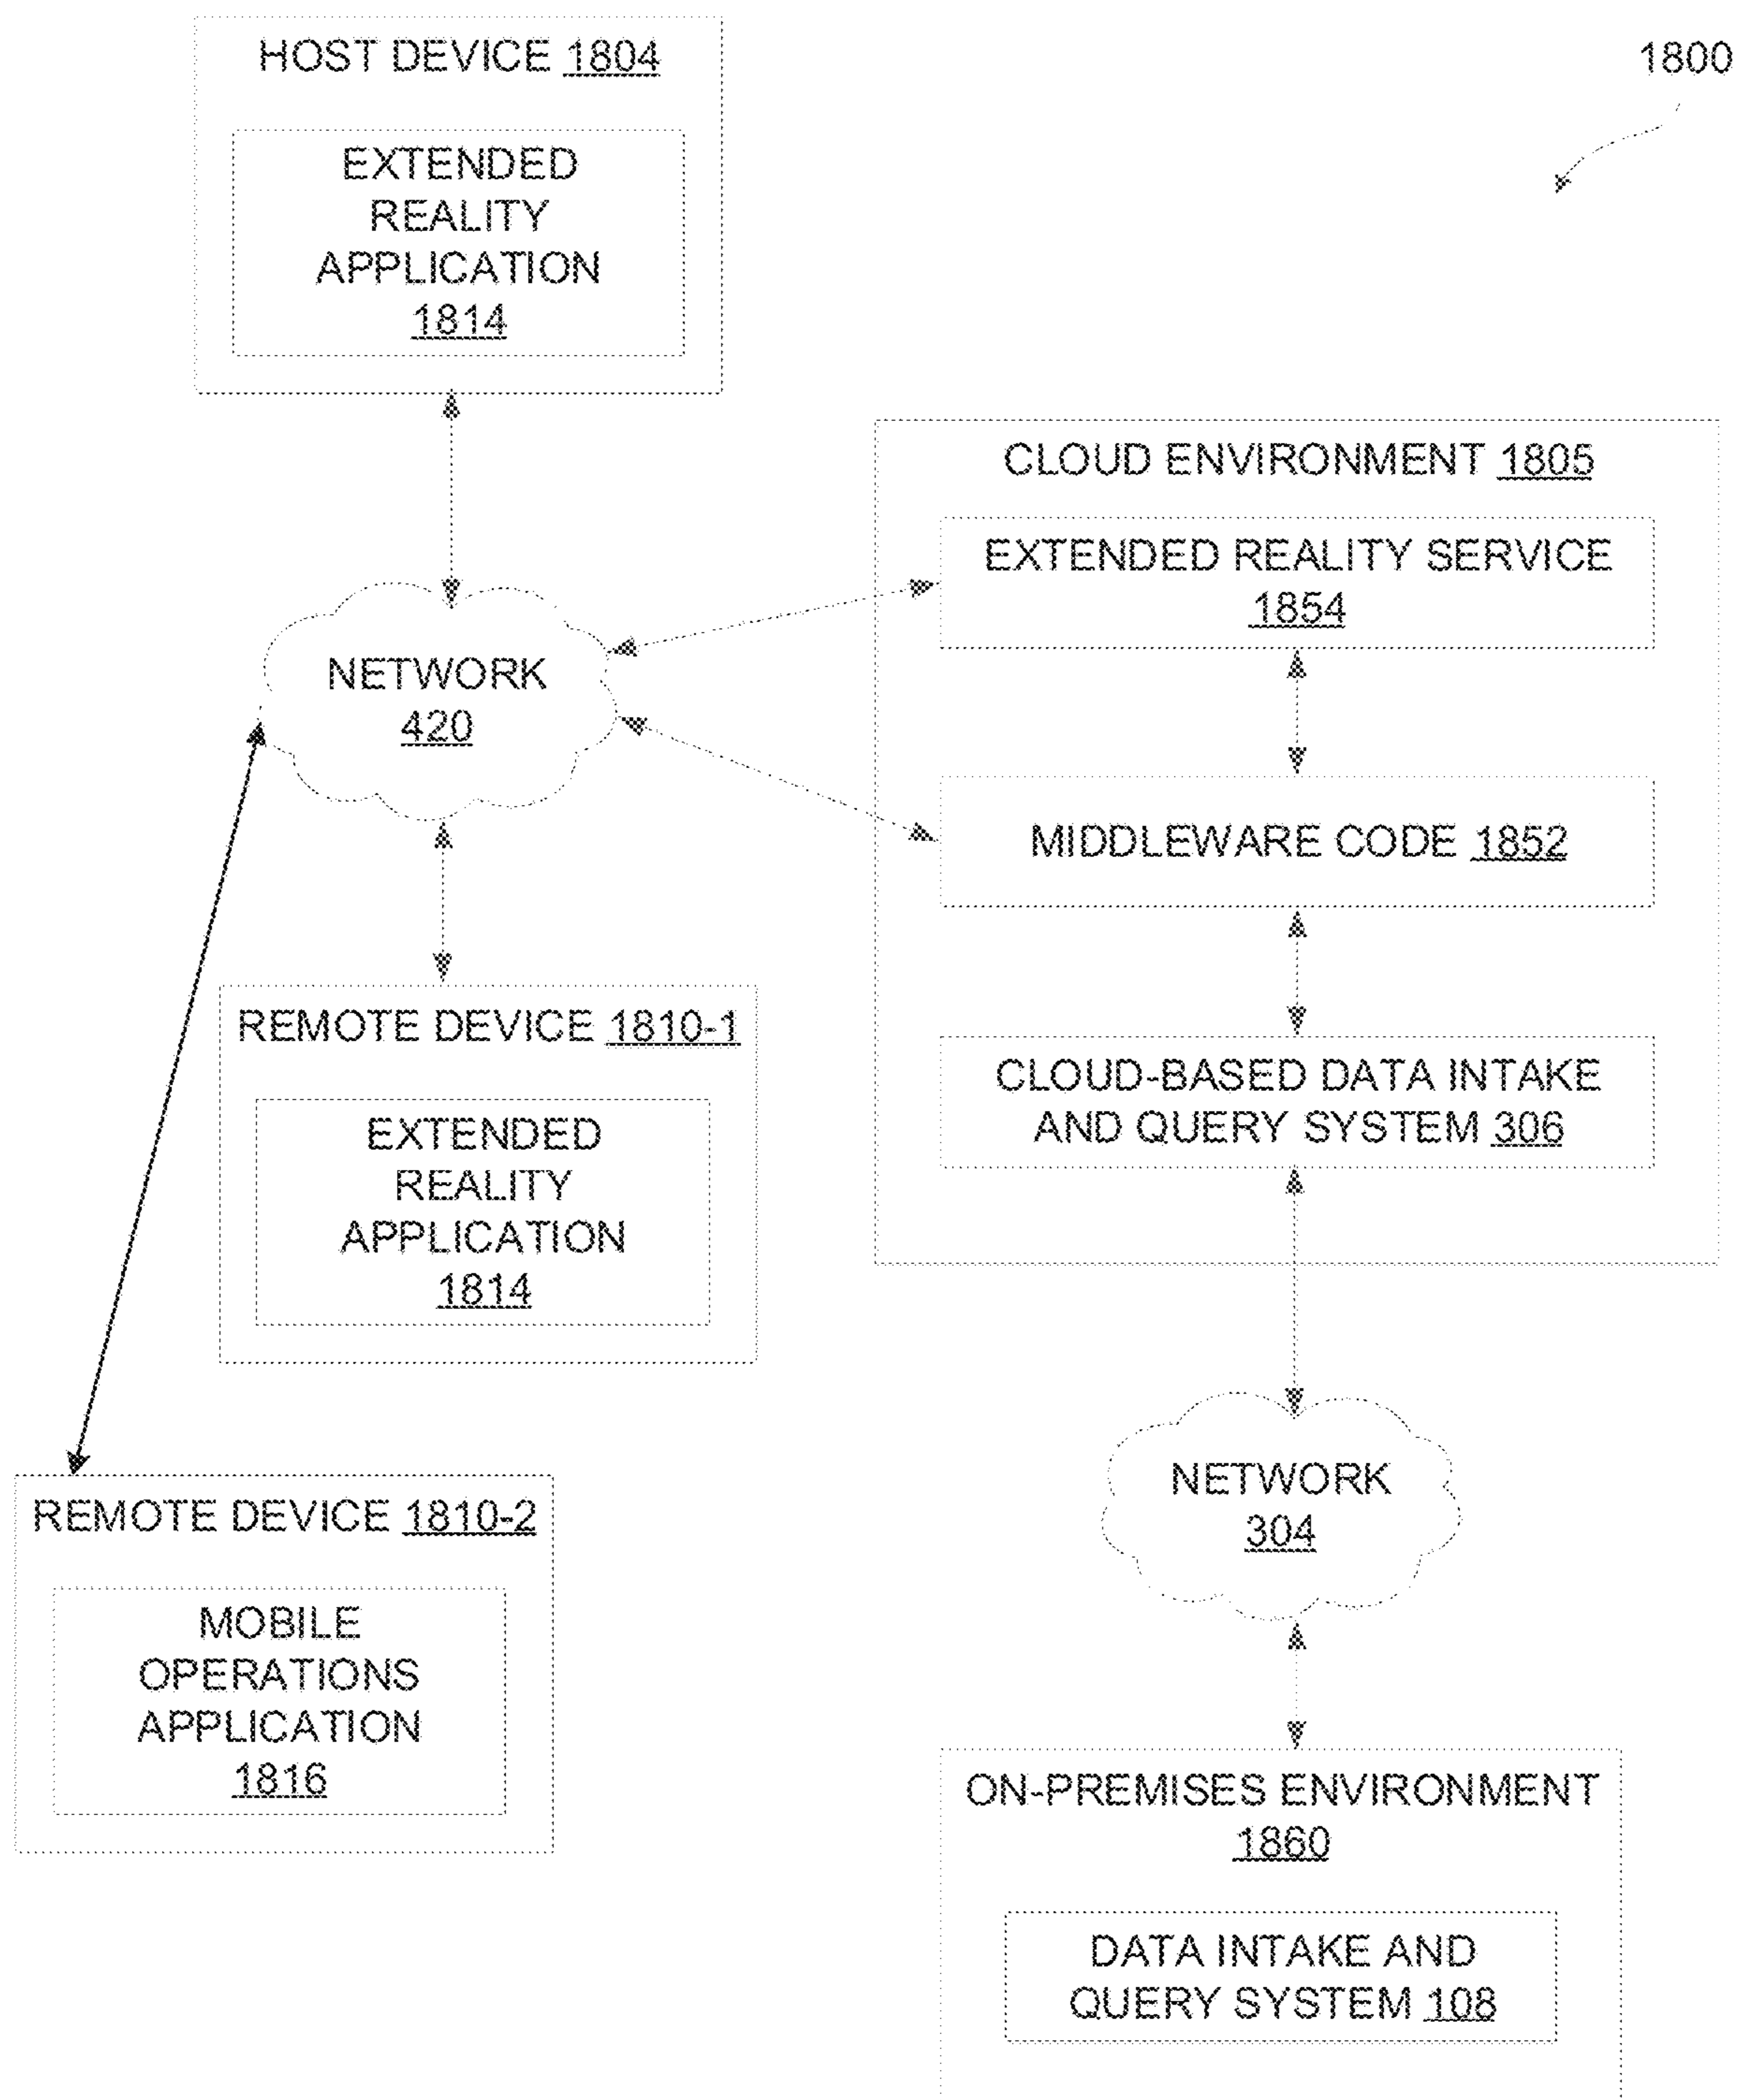 HOST DEVICE 1804
EXTENDED
REALITY
APPLICATION
1814
1800
CLOUD ENVIRONMENT 1805
EXTENDED REALITY SERVICE
1854
NETWORK
420
MIDDLEWARE CODE 1852
REMOTE DEVICE 1810-1
EXTENDED
REALITY
APPLICATION
1814
CLOUD-BASED DATA INTAKE
AND QUERY SYSTEM 306
NETWORK
304
REMOTE DEVICE 1810-2
MOBILE
OPERATIONS
APPLICATION
1816
ON-PREMISES ENVIRONMENT
1860
DATA INTAKE AND
QUERY SYSTEM 108